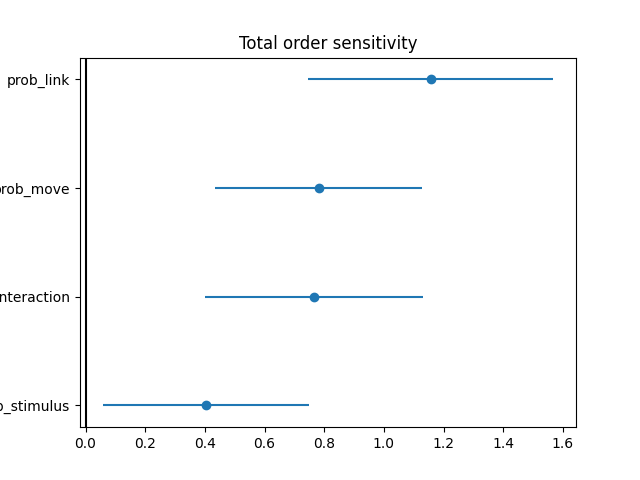 Total order sensitivity
prob_link
prob_move
nteraction
o_stimulus
0.0 0.2 0.4 0.6 0.8 1.0 1.2 1.4 1.6